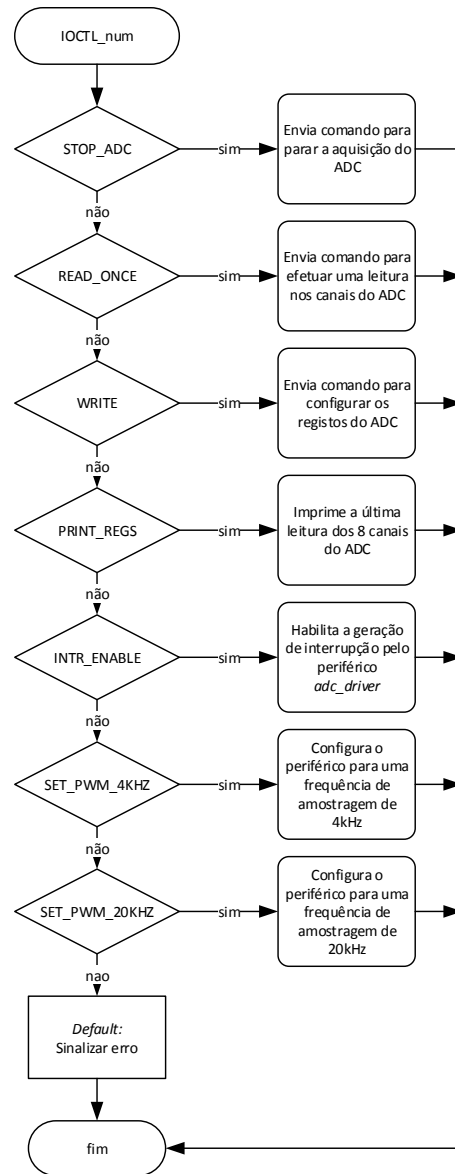 IOCTL_num
STOP_ADC
sim
Envia comando para
parar a aquisição do
ADC
não
READ_ONCE
sim
Envia comando para
efetuar uma leitura
nos canais do ADC
não
WRITE
sim
Envia comando para
configurar os
registos do ADC
não
PRINT_REGS
sim
Imprime a última
leitura dos 8 canais
do ADC
não
INTR_ENABLE
sim
Habilita a geração
de interrupção pelo
periférico
adc_driver
não
SET_PWM_4KHZ
sim
Configura o
periférico para uma
frequência de
amostragem de
4kHz
não
SET_PWM_20KHZ
sim
Configura o
periférico para uma
frequência de
amostragem de
20kHz
nao
Default:
Sinalizar erro
fim